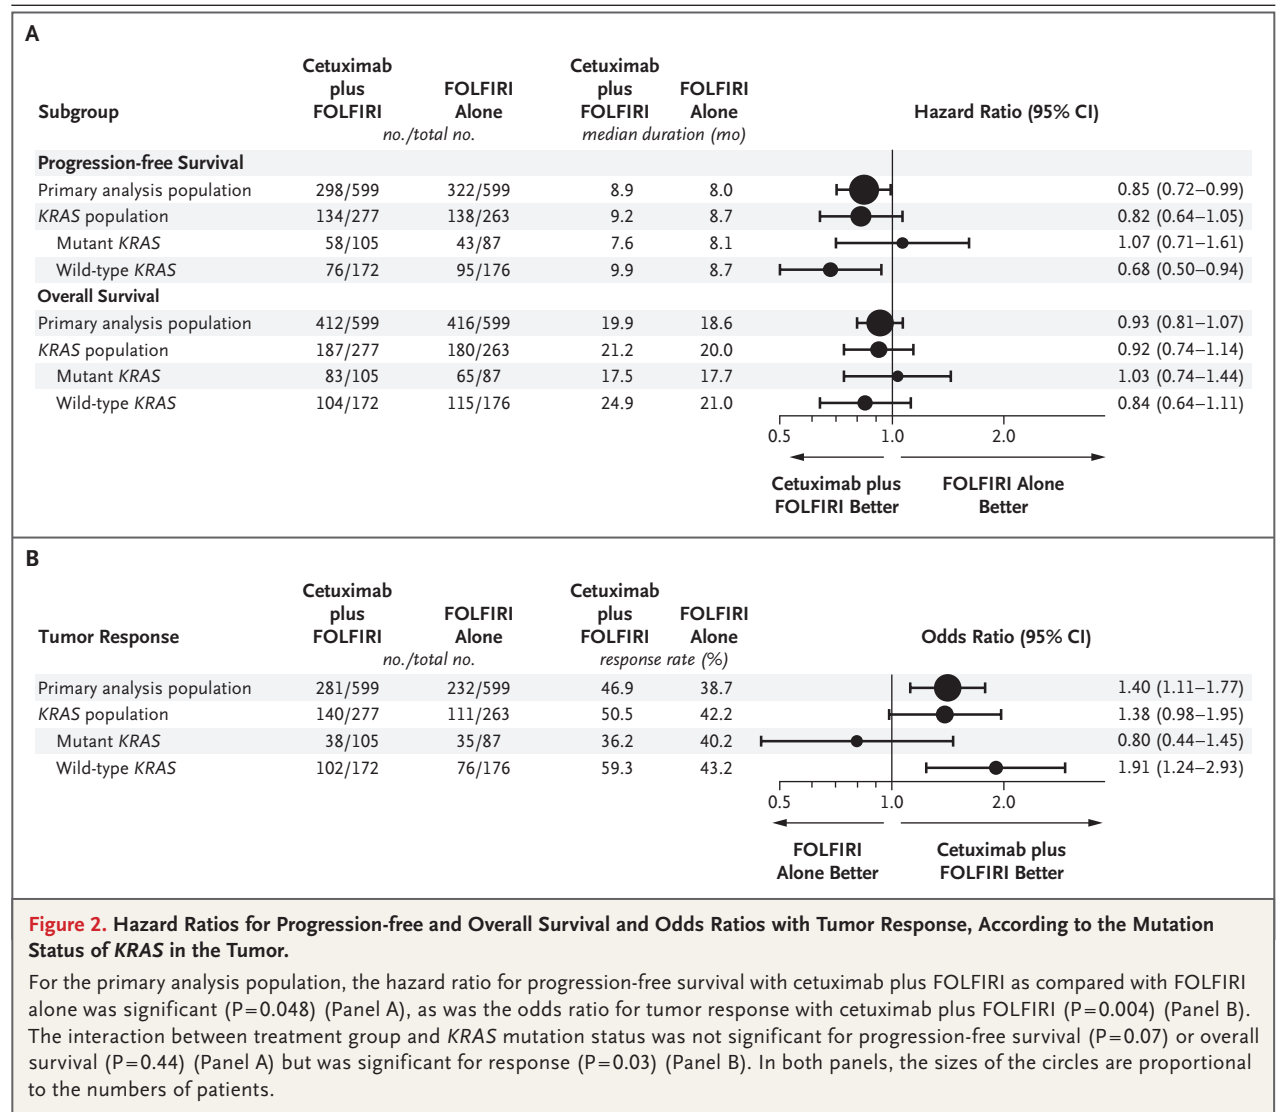 A
Subgroup Cetuximab plus FOLFIRI FOLFIRI Alone Cetuximab plus FOLFIRI FOLFIRI Alone Hazard Ratio (95% CI)
no./total no. median duration (mo)
Progression-free Survival
Primary analysis population 298/599 322/599 8.9 8.0 0.85 (0.72–0.99)
KRAS population 134/277 138/263 9.2 8.7 0.82 (0.64–1.05)
Mutant KRAS 58/105 43/87 7.6 8.1 1.07 (0.71–1.61)
Wild-type KRAS 76/172 95/176 9.9 8.7 0.68 (0.50–0.94)
Overall Survival
Primary analysis population 412/599 416/599 19.9 18.6 0.93 (0.81–1.07)
KRAS population 187/277 180/263 21.2 20.0 0.92 (0.74–1.14)
Mutant KRAS 83/105 65/87 17.5 17.7 1.03 (0.74–1.44)
Wild-type KRAS 104/172 115/176 24.9 21.0 0.84 (0.64–1.11)
0.5 1.0 2.0
Cetuximab plus FOLFIRI Better FOLFIRI Alone Better
B
Tumor Response Cetuximab plus FOLFIRI FOLFIRI Alone Cetuximab plus FOLFIRI FOLFIRI Alone Odds Ratio (95% CI)
no./total no. response rate (%)
Primary analysis population 281/599 232/599 46.9 38.7 1.40 (1.11–1.77)
KRAS population 140/277 111/263 50.5 42.2 1.38 (0.98–1.95)
Mutant KRAS 38/105 35/87 36.2 40.2 0.80 (0.44–1.45)
Wild-type KRAS 102/172 76/176 59.3 43.2 1.91 (1.24–2.93)
0.5 1.0 2.0
FOLFIRI Alone Better Cetuximab plus FOLFIRI Better
Figure 2. Hazard Ratios for Progression-free and Overall Survival and Odds Ratios with Tumor Response, According to the Mutation
Status of KRAS in the Tumor.
For the primary analysis population, the hazard ratio for progression-free survival with cetuximab plus FOLFIRI as compared with FOLFIRI
alone was significant (P=0.048) (Panel A), as was the odds ratio for tumor response with cetuximab plus FOLFIRI (P=0.004) (Panel B).
The interaction between treatment group and KRAS mutation status was not significant for progression-free survival (P=0.07) or overall
survival (P=0.44) (Panel A) but was significant for response (P=0.03) (Panel B). In both panels, the sizes of the circles are proportional
to the numbers of patients.